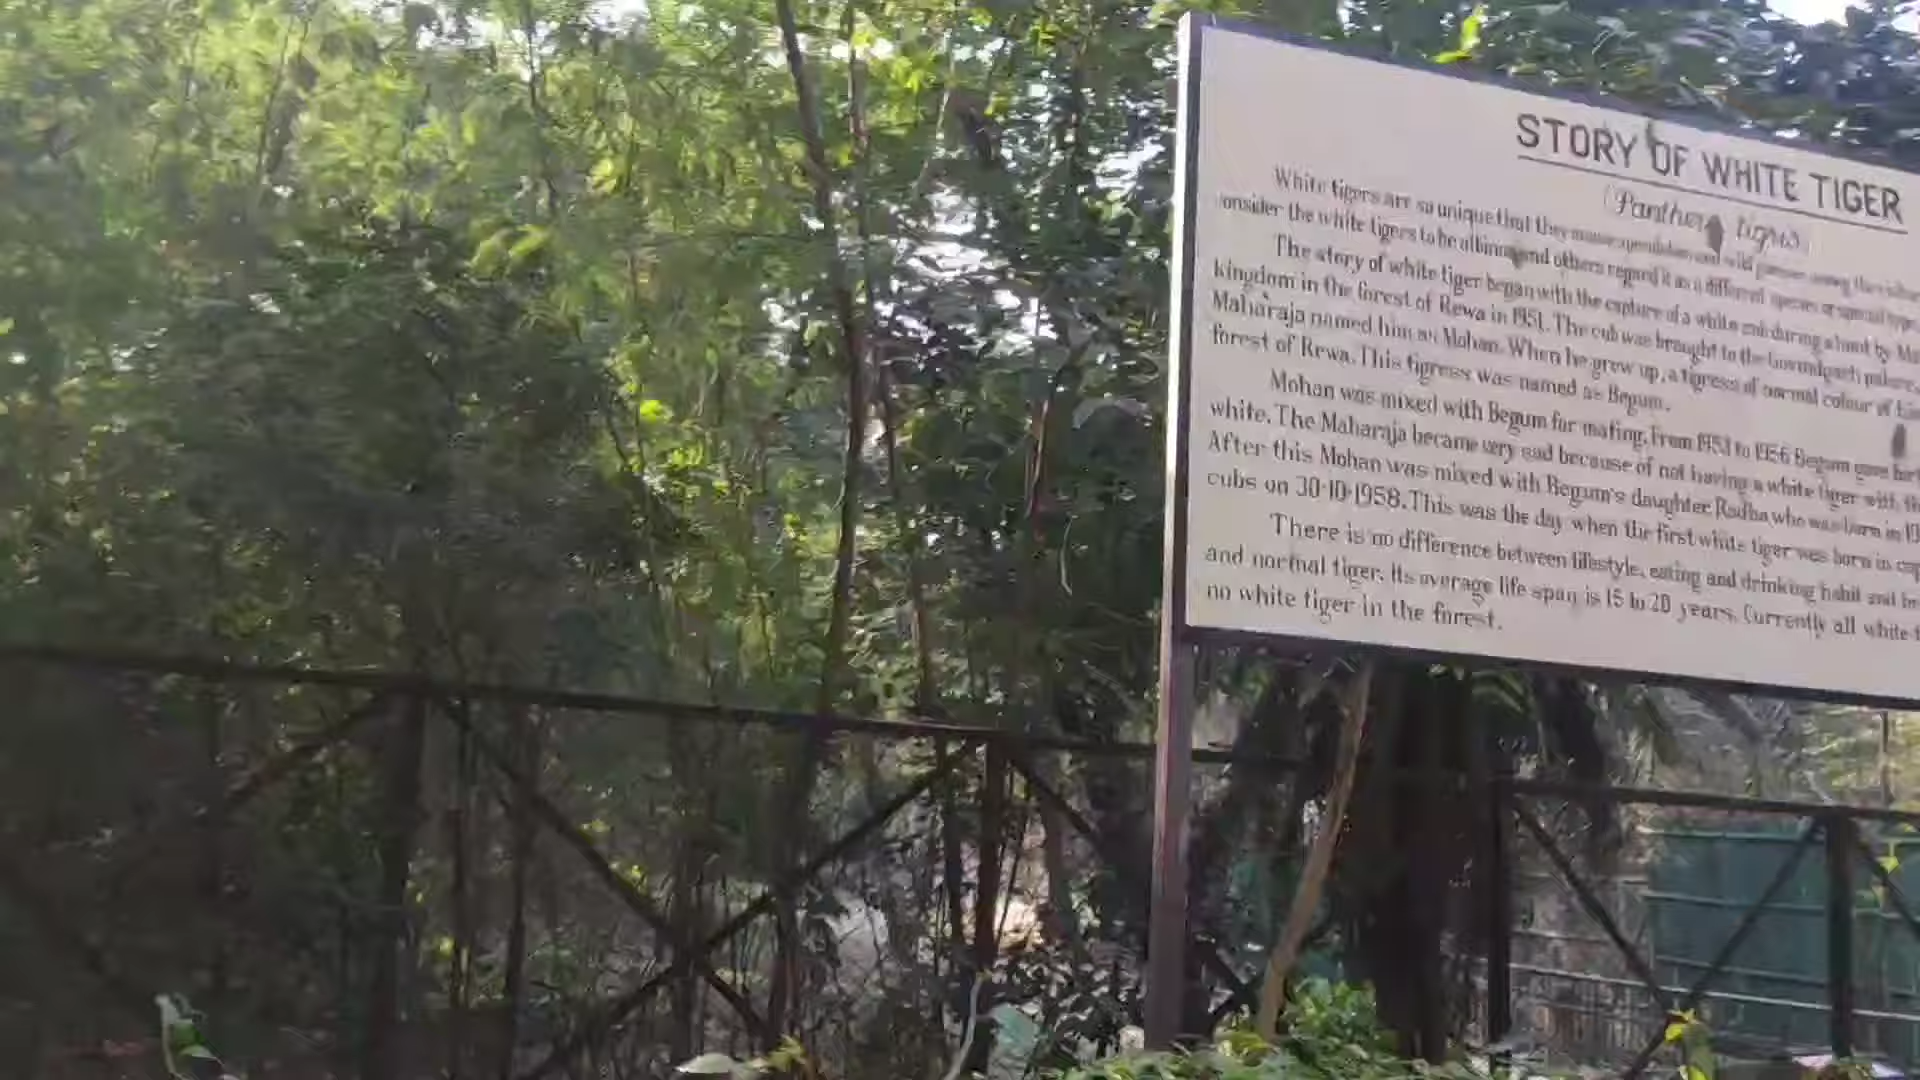 STORY OF WHITE TIGER
(Panthera tigris)
White tigers are so unique that they
onsider the white tigers to be albinos and others regard it as a different species or special type
The story of white tiger began with the capture of a white cub during a hunt by
kingdom in the forest of Rewa in 1951. The cub was brought to the Govindgarh palace,
Maharaja named him as Mohan. When he grew up, a tigress of normal colour
forest of Rewa. This tigress was named as Begum.
Mohan was mixed with Begum for mating. From 1953 to 1956 Begum gave
white. The Maharaja became very sad because of not having a white tiger with
After this Mohan was mixed with Begum's daughter Radha who was born in
cubs on 30-10-1958. This was the day when the first white tiger was born in
There is no difference between lifestyle, eating and drinking habit and
and normal tiger. Its average life span is 15 to 20 years. Currently all white
no white tiger in the forest.